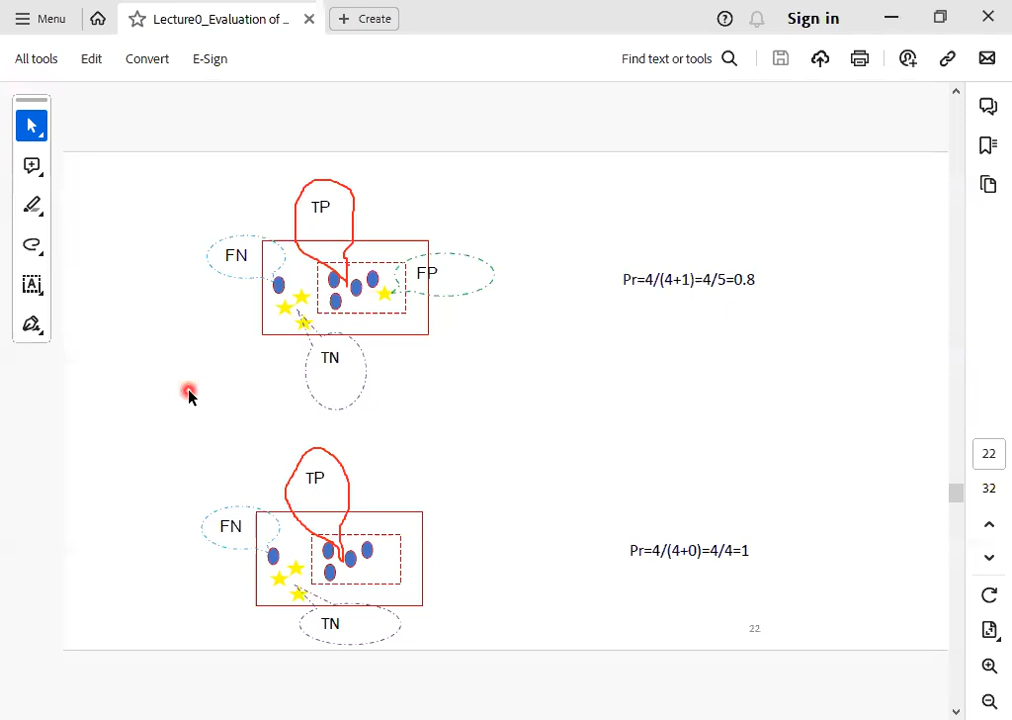 Menu
Lecture0_Evaluation of _
Create
Sign in
All tools
Edit
Convert
E-Sign
Find text or tools
TP
FN
FP
Pr=4/(4+1)=4/5=0.8
TN
TP
FN
Pr=4/(4+0)=4/4=1
TN
22
22
32